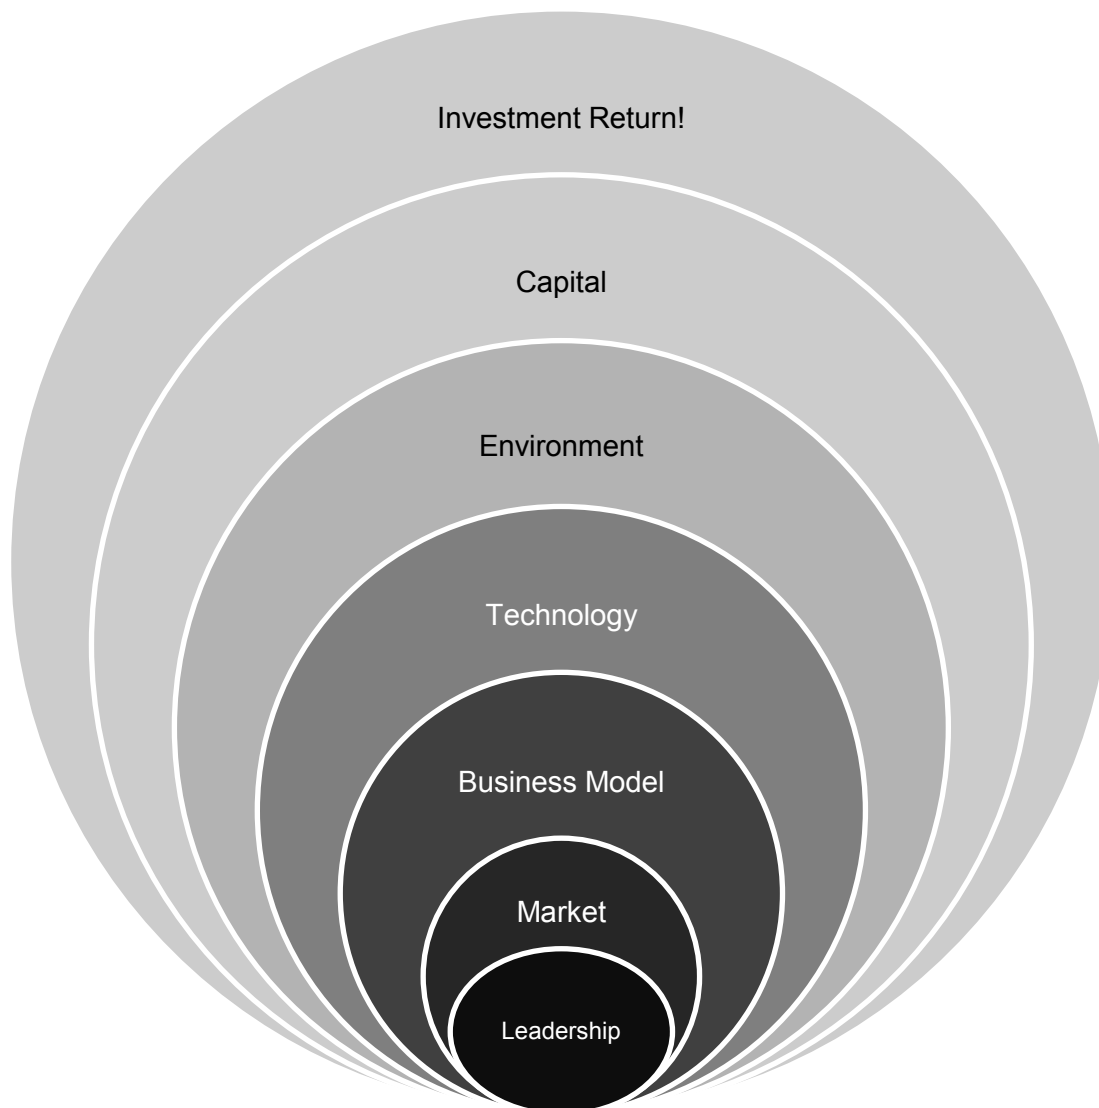 Investment Return!
Capital
Environment
Technology
Business Model
Market
Leadership